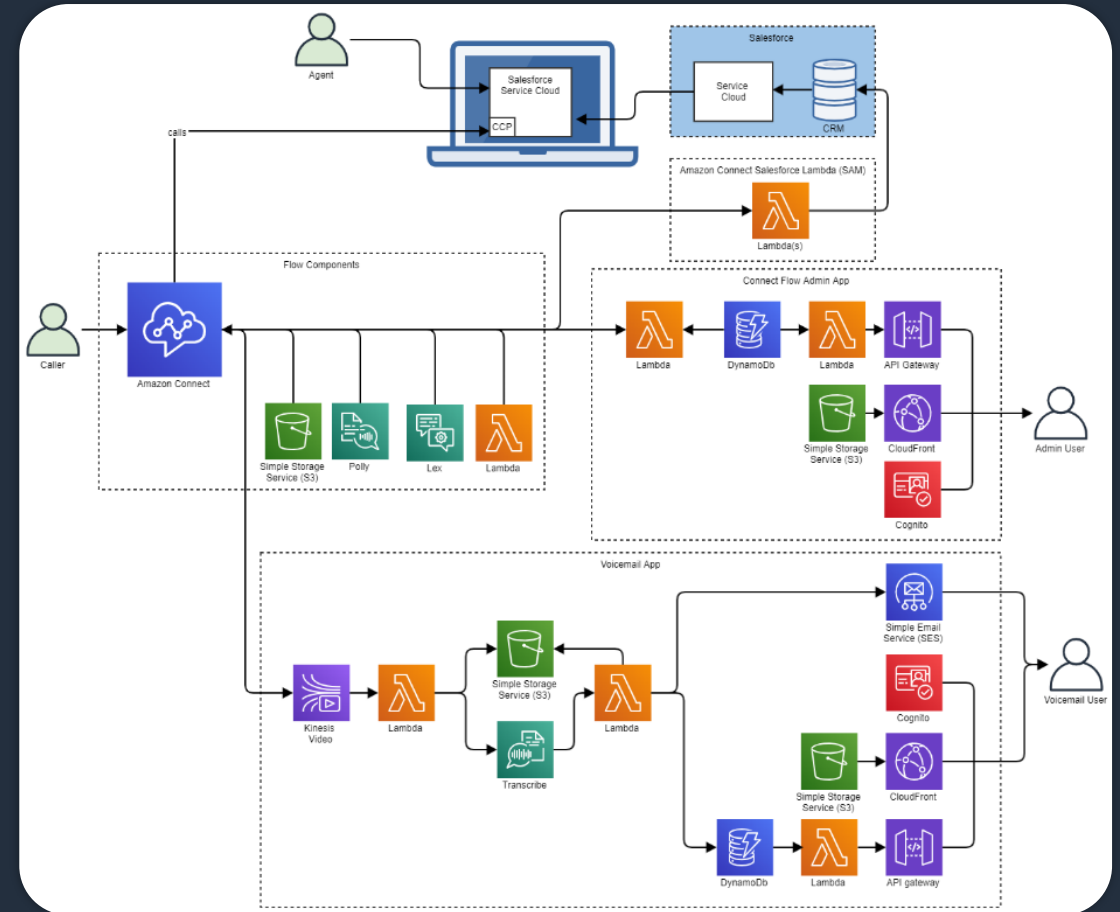 Agent
Salesforce
Service Cloud
CCP
Salesforce
Service
Cloud
CRM
calls
Amazon Connect Salesforce Lambda (SAM)
Lambda(s)
Flow Components
Caller
Amazon Connect
Simple Storage
Service (S3)
Polly
Lex
Lambda
Connect Flow Admin App
Lambda
DynamoDb
Lambda
API Gateway
Simple Storage
Service (S3)
CloudFront
Cognito
Admin User
Voicemail App
Kinesis
Video
Lambda
Simple Storage
Service (S3)
Transcribe
Lambda
Simple Email
Service (SES)
Cognito
Simple Storage
Service (S3)
CloudFront
DynamoDb
Lambda
API gateway
Voicemail User